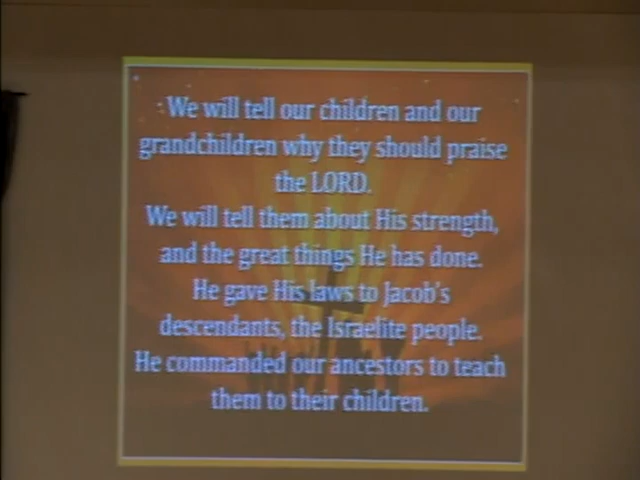 We will tell our children and our
grandchildren why they should praise
the LORD.
We will tell them about His strength,
and the great things He has done.
He gave His laws to Jacob's
descendants, the Israelite people.
He commanded our ancestors to teach
them to their children.